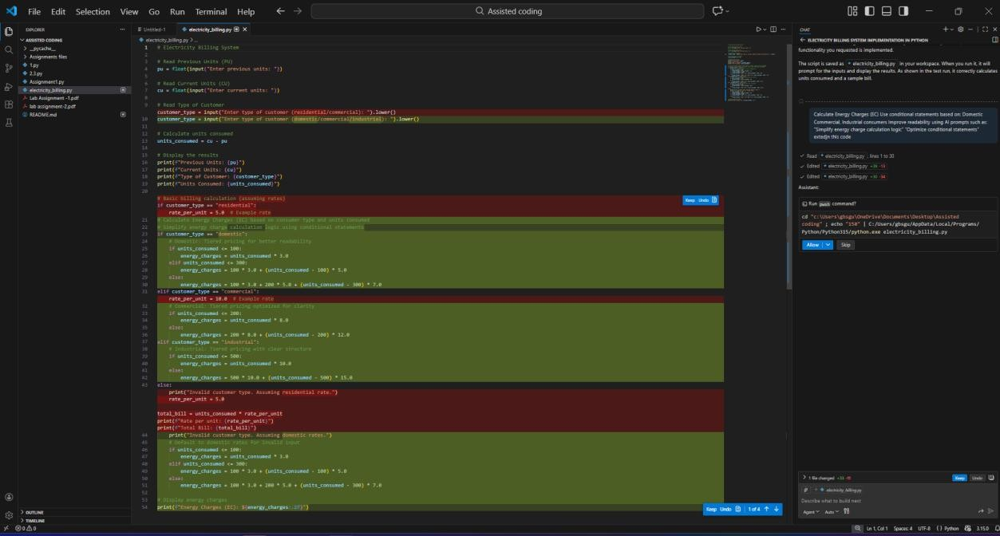 File Edit Selection View Go Run Terminal Help
Assisted coding
EXPLORER
ASSISTED CODING
__pycache__
Assignments files
1.py
2.3.py
Assignment1.py
electricity_billing.py
Lab Assignment -1.pdf
lab assignment-2.pdf
README.md
OUTLINE
TIMELINE
Untitled-1
electricity_billing.py
electricity_billing.py > ...
1 # Electricity Billing System
2
3 # Read Previous Units (PU)
4 pu = float(input("Enter previous units: "))
5
6 # Read Current Units (CU)
7 cu = float(input("Enter current units: "))
8
9 # Read Type of Customer
customer_type = input("Enter type of customer (residential/commercial): ").lower()
10 customer_type = input("Enter type of customer (domestic/commercial/industrial): ").lower()
11
12 # Calculate units consumed
13 units_consumed = cu - pu
14
15 # Display the results
16 print(f"Previous Units: {pu}")
17 print(f"Current Units: {cu}")
18 print(f"Type of Customer: {customer_type}")
19 print(f"Units Consumed: {units_consumed}")
20
# Basic billing calculation (assuming rates)
if customer_type == "residential":
rate_per_unit = 5.0 # Example rate
Keep Undo
21 # Calculate Energy Charges (EC) based on consumer type and units consumed
22 # Simplify energy charge calculation logic using conditional statements
23 if customer_type == "domestic":
24 # Domestic: Tiered pricing for better readability
25 if units_consumed <= 100:
26 energy_charges = units_consumed * 3.0
27 elif units_consumed <= 300:
28 energy_charges = 100 * 3.0 + (units_consumed - 100) * 5.0
29 else:
30 energy_charges = 100 * 3.0 + 200 * 5.0 + (units_consumed - 300) * 7.0
31 elif customer_type == "commercial":
rate_per_unit = 10.0 # Example rate
32 # Commercial: Tiered pricing optimized for clarity
33 if units_consumed <= 200:
34 energy_charges = units_consumed * 8.0
35 else:
36 energy_charges = 200 * 8.0 + (units_consumed - 200) * 12.0
37 elif customer_type == "industrial":
38 # Industrial: Tiered pricing with clear structure
39 if units_consumed <= 500:
40 energy_charges = units_consumed * 10.0
41 else:
42 energy_charges = 500 * 10.0 + (units_consumed - 500) * 15.0
43 else:
print("Invalid customer type. Assuming residential rate.")
rate_per_unit = 5.0
total_bill = units_consumed * rate_per_unit
print(f"Rate per unit: {rate_per_unit}")
print(f"Total Bill: {total_bill}")
44 print("Invalid customer type. Assuming domestic rates.")
45 # Default to domestic rates for invalid input
46 if units_consumed <= 100:
47 energy_charges = units_consumed * 3.0
48 elif units_consumed <= 300:
49 energy_charges = 100 * 3.0 + (units_consumed - 100) * 5.0
50 else:
51 energy_charges = 100 * 3.0 + 200 * 5.0 + (units_consumed - 300) * 7.0
52
53 # Display energy charges
54 print(f"Energy Charges (EC): ${energy_charges:.2f}")
Keep Undo 1 of 4
CHAT
ELECTRICITY BILLING SYSTEM IMPLEMENTATION IN PYTHON
functionality you requested is implemented.
The script is saved as electricity_billing.py in your workspace. When you run it, it will
prompt for the inputs and display the results. As shown in the test run, it correctly calculates
units consumed and a sample bill.
Calculate Energy Charges (EC) Use conditional statements based on: Domestic
Commercial, Industrial consumers Improve readability using AI prompts such as:
"Simplify energy charge calculation logic" "Optimize conditional statements"
extedjn this code
Read electricity_billing.py, lines 1 to 30
Edited electricity_billing.py
Edited electricity_billing.py
Assistant:
Run pwsh command?
cd "c:\Users\gbsgu\OneDrive\Documents\Desktop\Assisted
coding" ; echo "150" | C:/Users/gbsgu/AppData/Local/Programs/
Python/Python315/python.exe electricity_billing.py
Allow Skip
1 file changed
Keep Undo
electricity_billing.py
Describe what to build next
Agent Auto
0 0 Ln 1, Col 1 Spaces: 4 UTF-8 {} Python 3.15.0